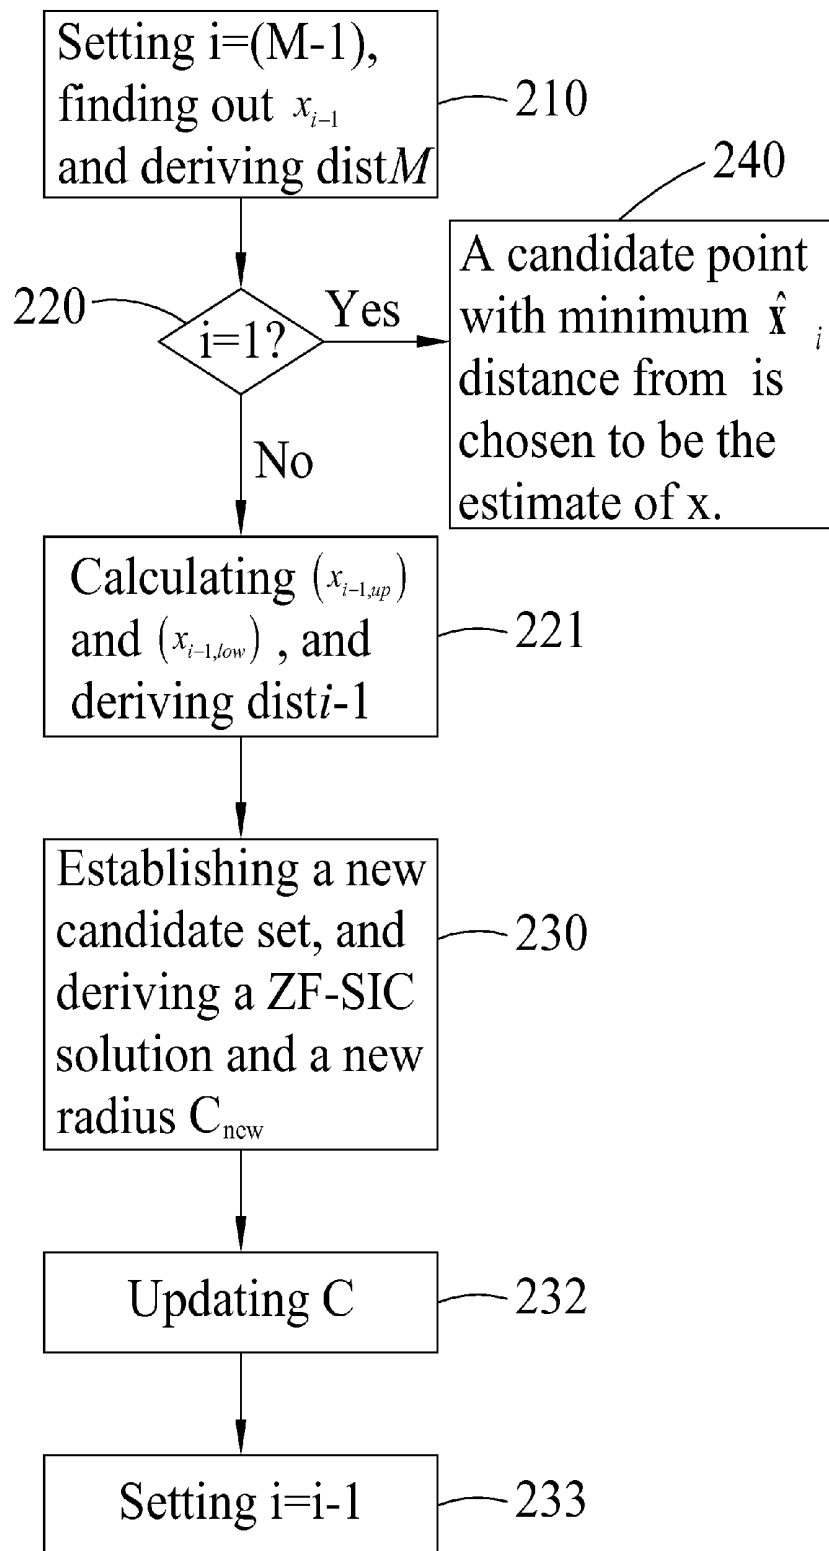 Setting i=(M-1),
finding out x_{i-1}
and deriving distM
210
240
A candidate point
with minimum x̂ i
distance from is
chosen to be the
estimate of x.
220
i=1?
Yes
No
Calculating (x_{i-1,up})
and (x_{i-1,low}) , and
deriving disti-1
221
Establishing a new
candidate set, and
deriving a ZF-SIC
solution and a new
radius C_{new}
230
Updating C
232
Setting i=i-1
233